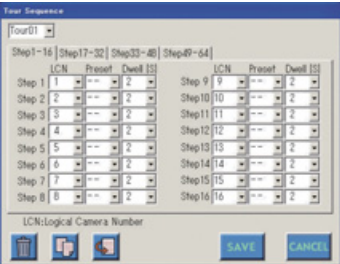 Tour Sequence
Tour01
Step1-16 Step17-32 Step33-48 Step49-64
LCN Preset Dwell [S] LCN Preset Dwell [S]
Step 1 1 -- 2 Step 9 9 -- 2
Step 2 2 -- 2 Step10 10 -- 2
Step 3 3 -- 2 Step11 11 -- 2
Step 4 4 -- 2 Step12 12 -- 2
Step 5 5 -- 2 Step13 13 -- 2
Step 6 6 -- 2 Step14 14 -- 2
Step 7 7 -- 2 Step15 15 -- 2
Step 8 8 -- 2 Step16 16 -- 2
LCN:Logical Camera Number
SAVE CANCEL